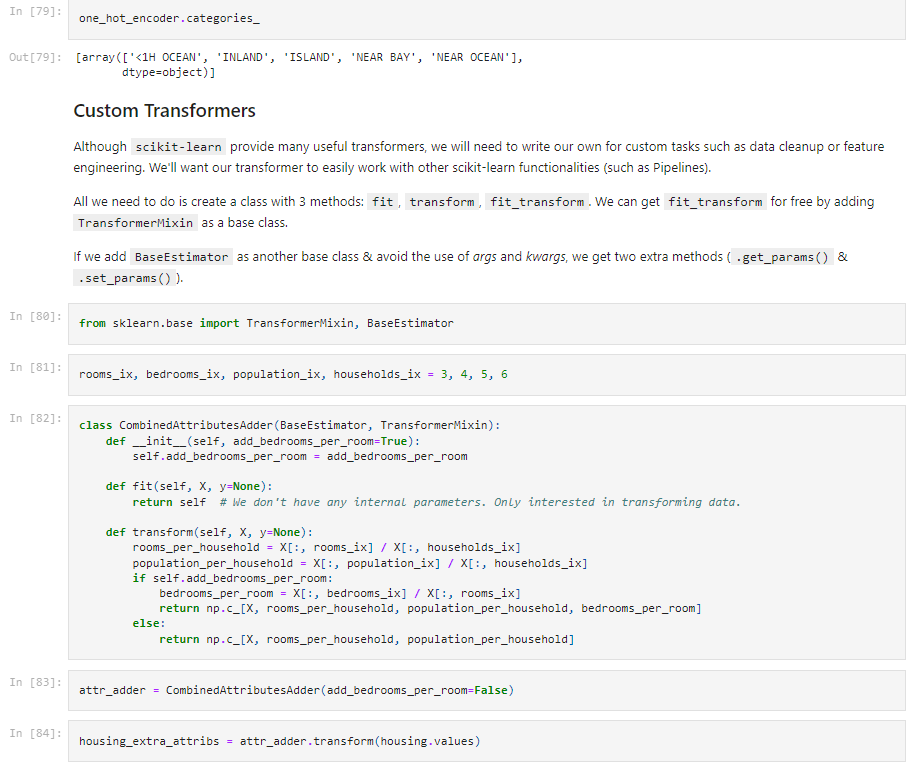 In [79]: one_hot_encoder.categories_
Out[79]: [array(['<1H OCEAN', 'INLAND', 'ISLAND', 'NEAR BAY', 'NEAR OCEAN'],
dtype=object)]
Custom Transformers
Although scikit-learn provide many useful transformers, we will need to write our own for custom tasks such as data cleanup or feature
engineering. We'll want our transformer to easily work with other scikit-learn functionalities (such as Pipelines).
All we need to do is create a class with 3 methods: fit, transform, fit_transform. We can get fit_transform for free by adding
TransformerMixin as a base class.
If we add BaseEstimator as another base class & avoid the use of args and kwargs, we get two extra methods ( .get_params() &
.set_params() ).
In [80]: from sklearn.base import TransformerMixin, BaseEstimator
In [81]: rooms_ix, bedrooms_ix, population_ix, households_ix = 3, 4, 5, 6
In [82]: class CombinedAttributesAdder(BaseEstimator, TransformerMixin):
    def __init__(self, add_bedrooms_per_room=True):
        self.add_bedrooms_per_room = add_bedrooms_per_room
    def fit(self, X, y=None):
        return self  # We don't have any internal parameters. Only interested in transforming data.
    def transform(self, X, y=None):
        rooms_per_household = X[:, rooms_ix] / X[:, households_ix]
        population_per_household = X[:, population_ix] / X[:, households_ix]
        if self.add_bedrooms_per_room:
            bedrooms_per_room = X[:, bedrooms_ix] / X[:, rooms_ix]
            return np.c_[X, rooms_per_household, population_per_household, bedrooms_per_room]
        else:
            return np.c_[X, rooms_per_household, population_per_household]
In [83]: attr_adder = CombinedAttributesAdder(add_bedrooms_per_room=False)
In [84]: housing_extra_attribs = attr_adder.transform(housing.values)